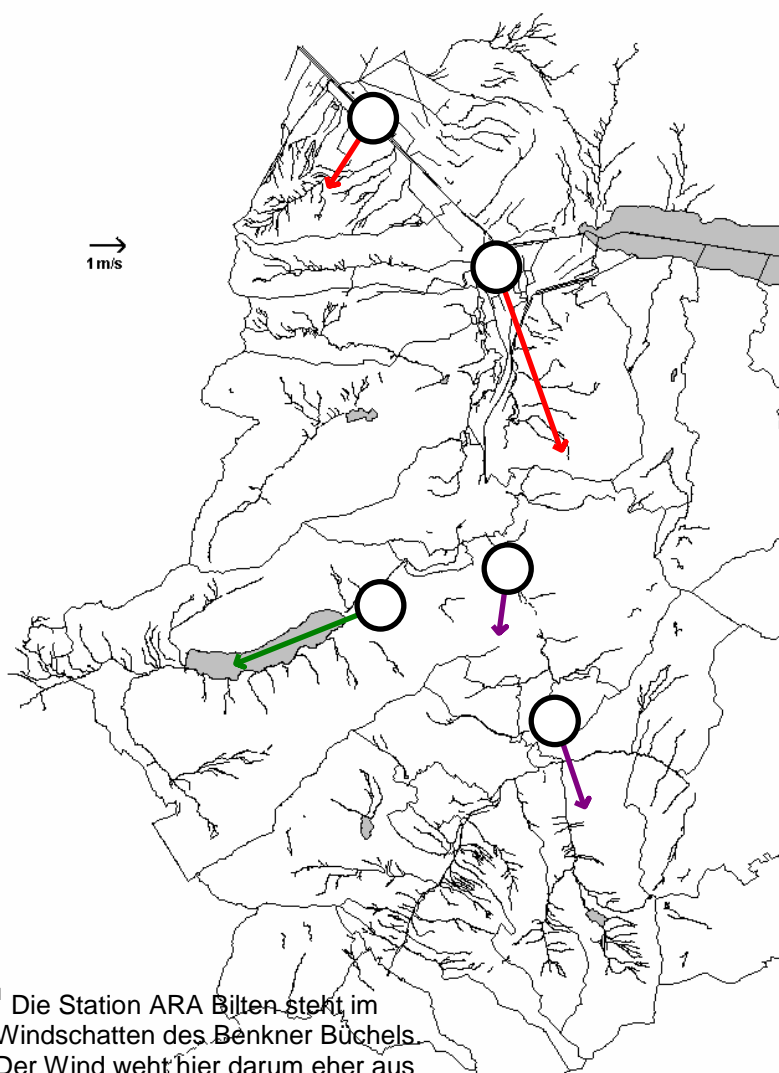 1 m/s
Die Station ARA Bilten steht im
Windschatten des Benkner Büchels.
Der Wind weht hier darum eher aus